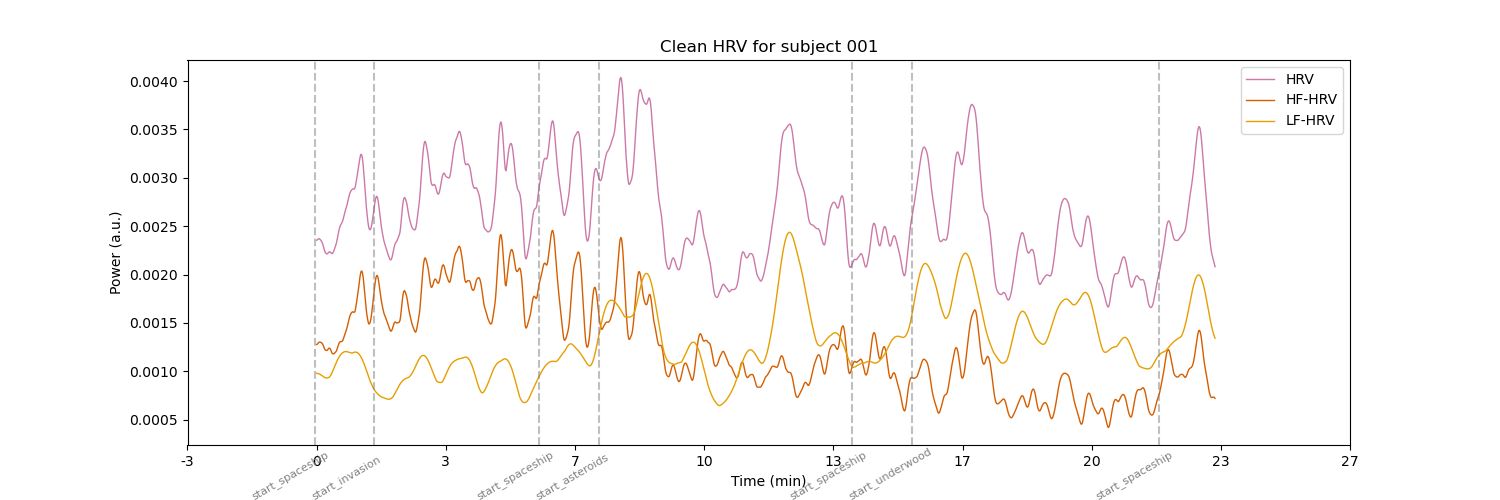 Clean HRV for subject 001
HRV
HF-HRV
LF-HRV
0.0040
0.0035
0.0030
0.0025
0.0020
0.0015
0.0010
0.0005
Power (a.u.)
-3 0 3 7 10 13 17 20 23 27
start_spaceship
start_invasion
start_spaceship
start_asteroids
start_spaceship
start_underwood
start_spaceship
Time (min)